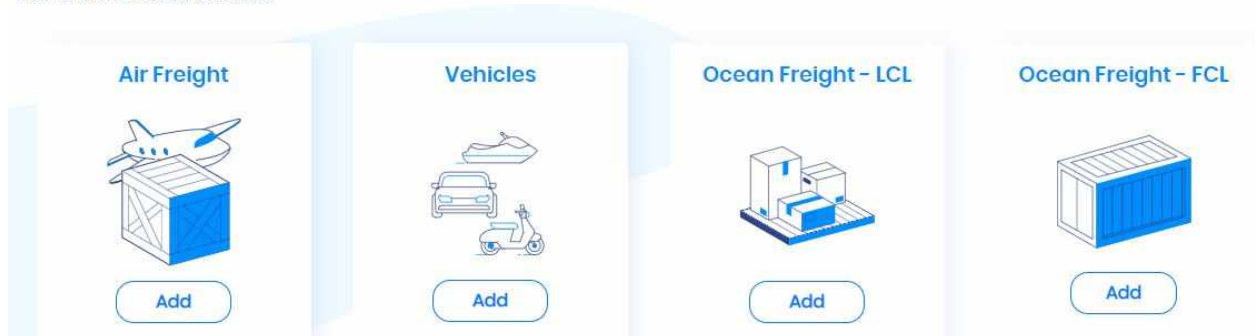 Air Freight
Vehicles
Ocean Freight - LCL
Ocean Freight - FCL
Add
Add
Add
Add